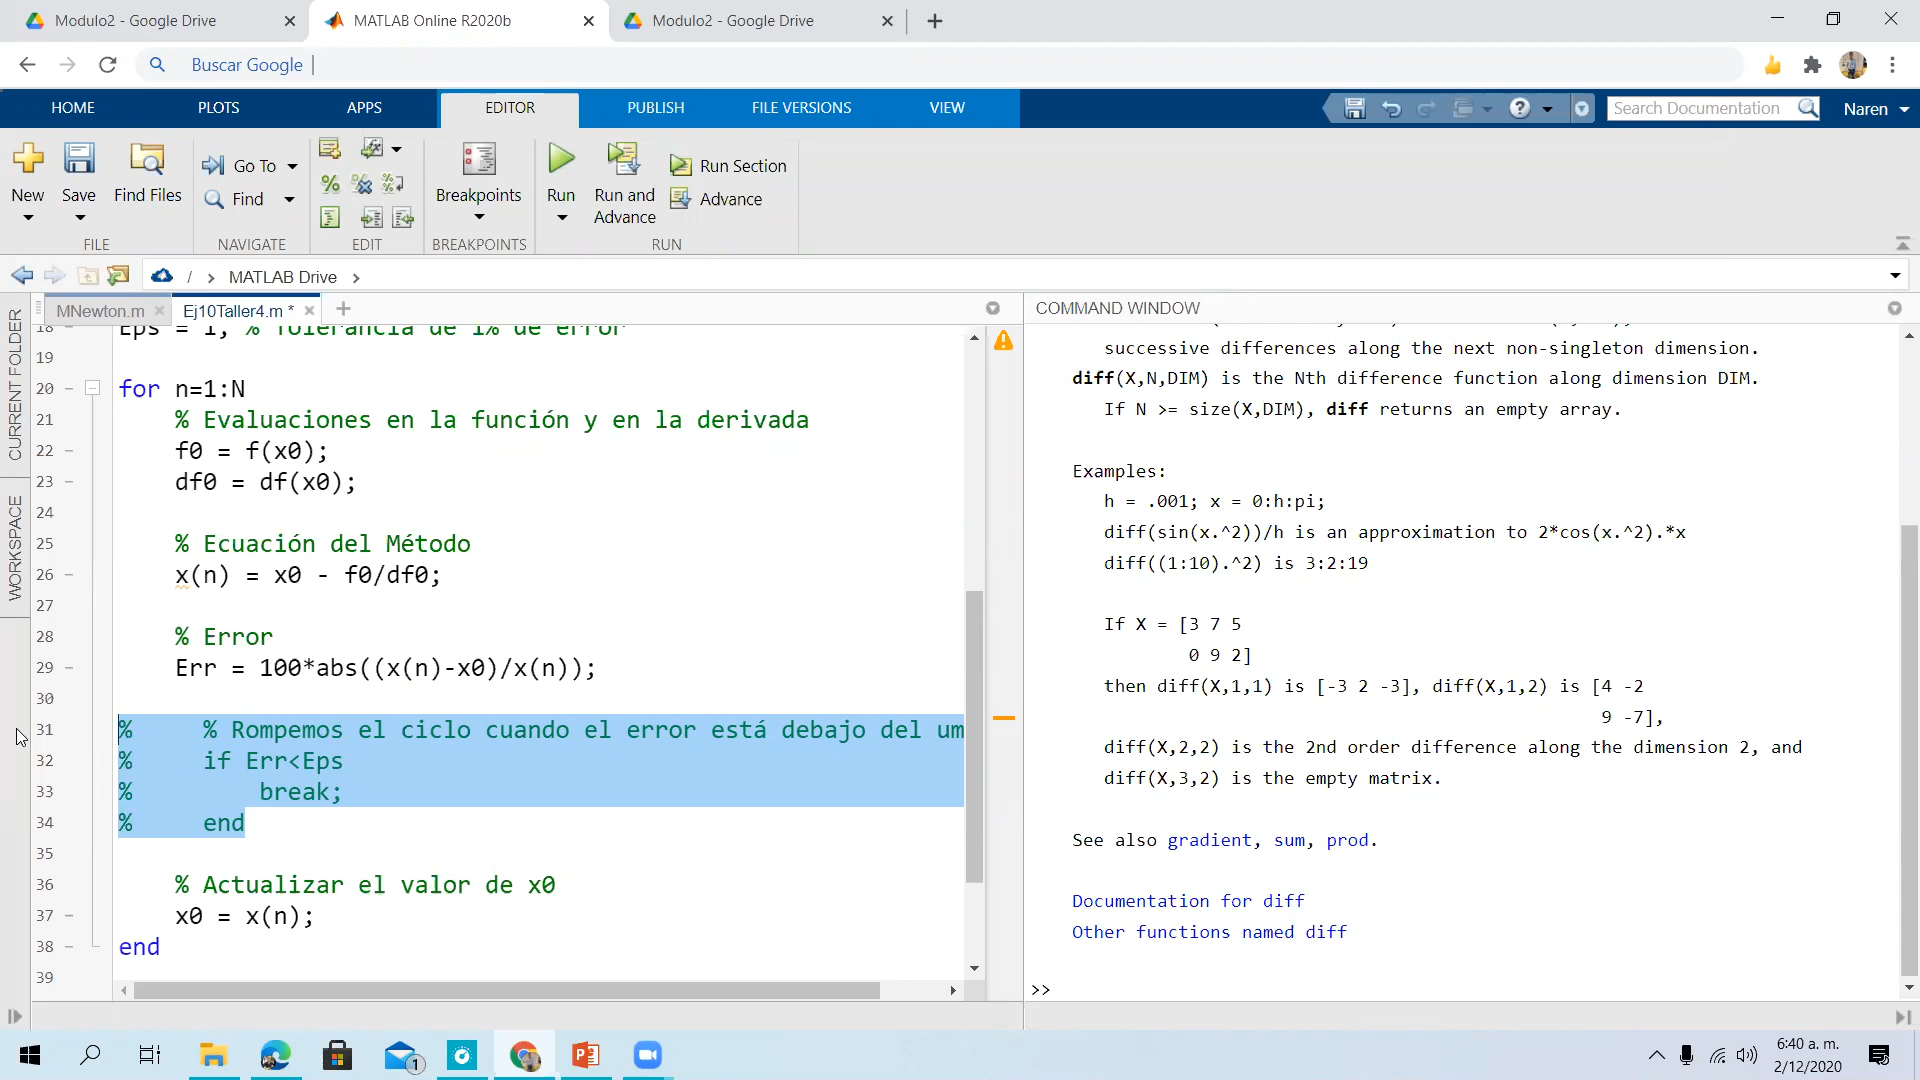 Modulo2 - Google Drive
MATLAB Online R2020b
Modulo2 - Google Drive
Buscar Google
HOME
PLOTS
APPS
EDITOR
PUBLISH
FILE VERSIONS
VIEW
Search Documentation
Naren
New
Save
Find Files
Go To
Find
Breakpoints
Run
Run and Advance
Run Section
Advance
FILE
NAVIGATE
EDIT
BREAKPOINTS
RUN
/ > MATLAB Drive >
CURRENT FOLDER
WORKSPACE
MNewton.m
Ej10Taller4.m *
18 Eps = 1; % Tolerancia de 1% de error
19
20 for n=1:N
21 % Evaluaciones en la función y en la derivada
22 f0 = f(x0);
23 df0 = df(x0);
24
25 % Ecuación del Método
26 x(n) = x0 - f0/df0;
27
28 % Error
29 Err = 100*abs((x(n)-x0)/x(n));
30
31 % % Rompemos el ciclo cuando el error está debajo del um
32 % if Err<Eps
33 % break;
34 % end
35
36 % Actualizar el valor de x0
37 x0 = x(n);
38 end
39
COMMAND WINDOW
successive differences along the next non-singleton dimension.
diff(X,N,DIM) is the Nth difference function along dimension DIM.
If N >= size(X,DIM), diff returns an empty array.
Examples:
h = .001; x = 0:h:pi;
diff(sin(x.^2))/h is an approximation to 2*cos(x.^2).*x
diff((1:10).^2) is 3:2:19
If X = [3 7 5
0 9 2]
then diff(X,1,1) is [-3 2 -3], diff(X,1,2) is [4 -2
9 -7],
diff(X,2,2) is the 2nd order difference along the dimension 2, and
diff(X,3,2) is the empty matrix.
See also gradient, sum, prod.
Documentation for diff
Other functions named diff
>>
1
6:40 a. m.
2/12/2020